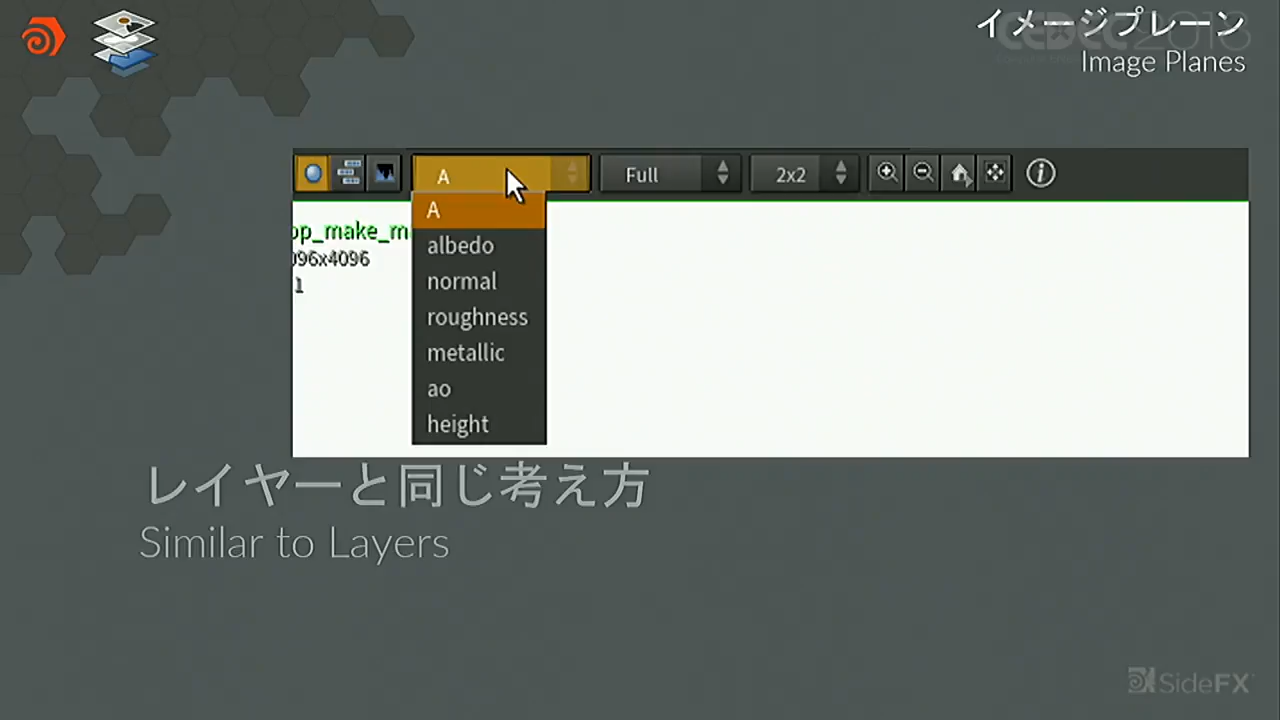 イメージプレーン
CEDEC2018
Image Planes
A
Full
2x2
A
op_make_m
096x4096
albedo
normal
1
roughness
metallic
ao
height
レイヤーと同じ考え方
Similar to Layers
SideFX